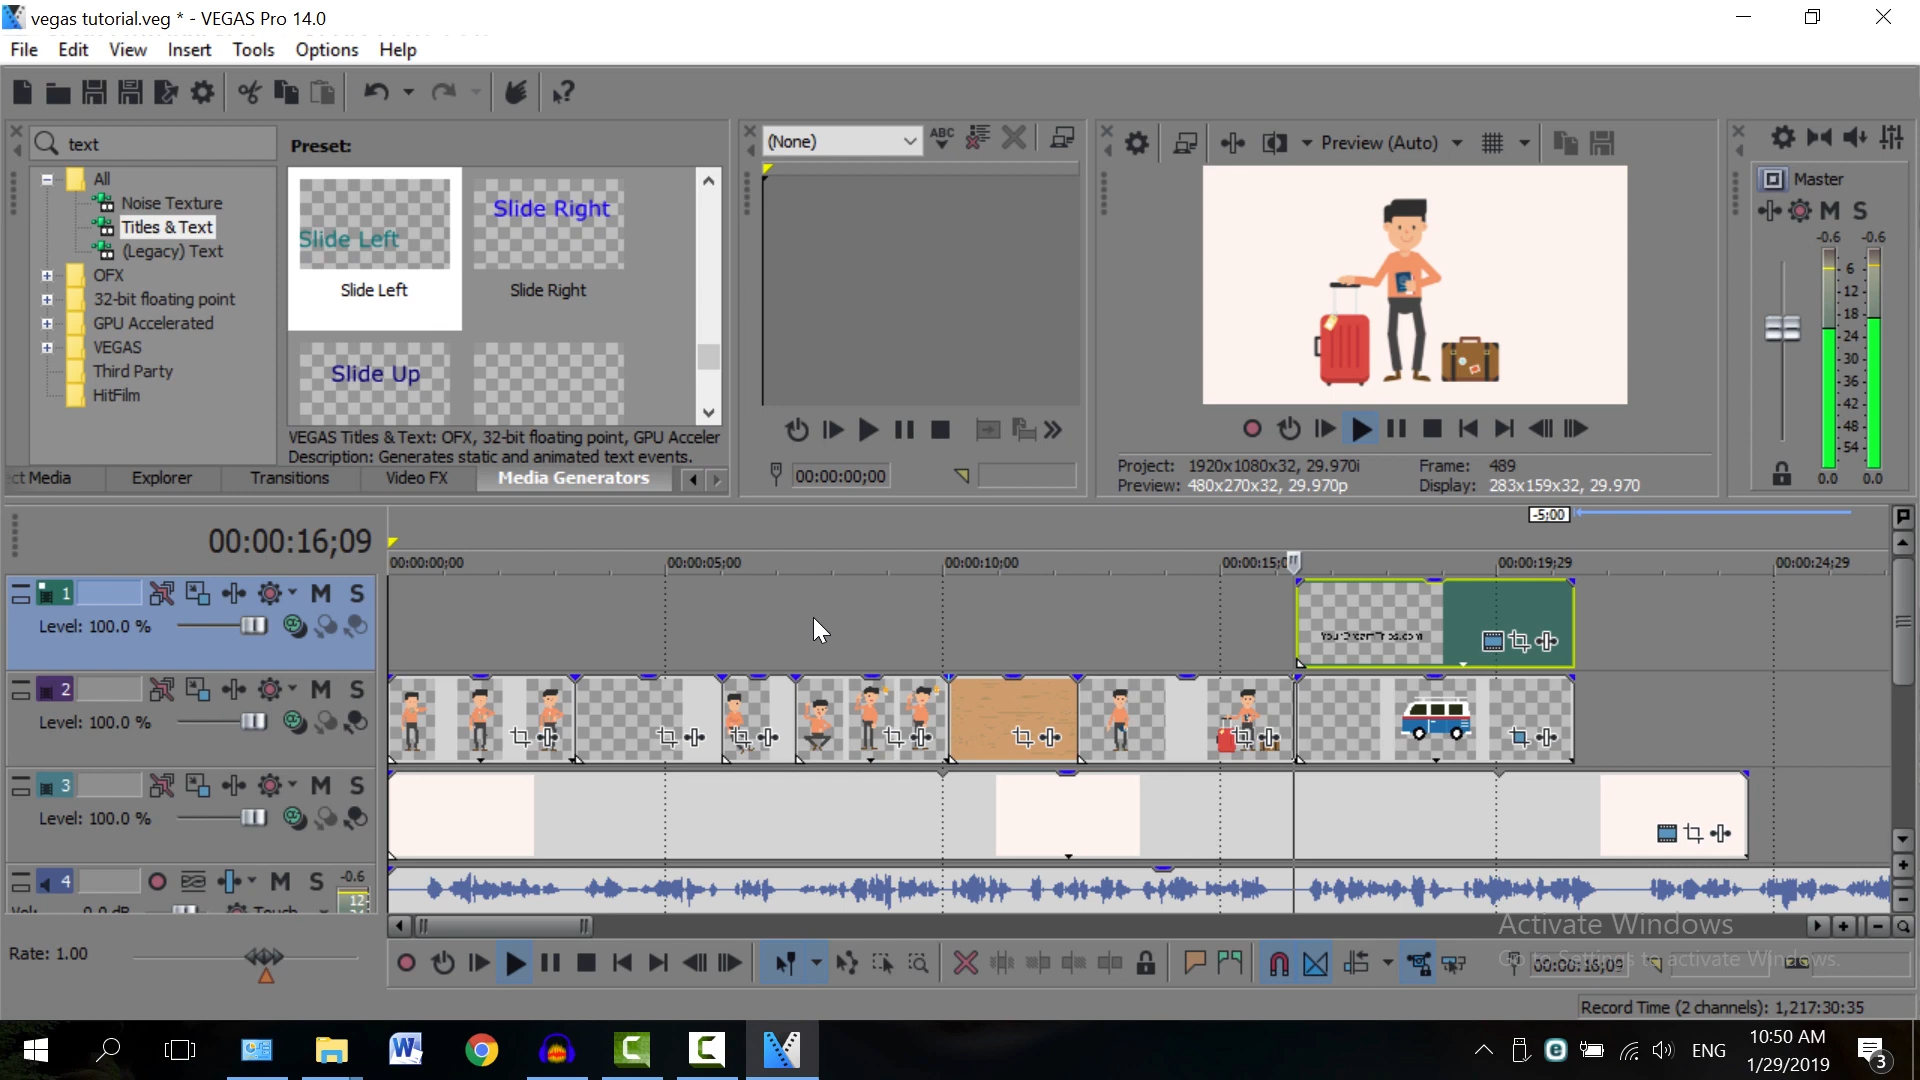 vegas tutorial.veg * - VEGAS Pro 14.0
File Edit View Insert Tools Options Help
text
Preset:
All
Noise Texture
Titles & Text
(Legacy) Text
OFX
32-bit floating point
GPU Accelerated
VEGAS
Third Party
HitFilm
Slide Left
Slide Left
Slide Right
Slide Right
Slide Up
VEGAS Titles & Text: OFX, 32-bit floating point, GPU Acceler
Description: Generates static and animated text events.
ct Media Explorer Transitions Video FX Media Generators
(None)
ABC
00:00:00;00
Preview (Auto)
Project: 1920x1080x32, 29.970i
Preview: 480x270x32, 29.970p
Frame: 489
Display: 283x159x32, 29.970
Master
M S
-0.6 -0.6
6
-12-
-18-
-24-
-30-
-36-
-42-
-48-
-54-
0.0 0.0
-5;00
00:00:16;09
00:00:00;00 00:00:05;00 00:00:10;00 00:00:15;0 00:00:19;29 00:00:24;29
1 M S
Level: 100.0 %
YourDreamTrips.com
2 M S
Level: 100.0 %
3 M S
Level: 100.0 %
4 M S -0.6
12
Vol: 0.0 dB Touch
Rate: 1.00
Activate Windows
Go to Settings to activate Windows.
00:00:16;09
Record Time (2 channels): 1,217:30:35
ENG
10:50 AM
1/29/2019
3